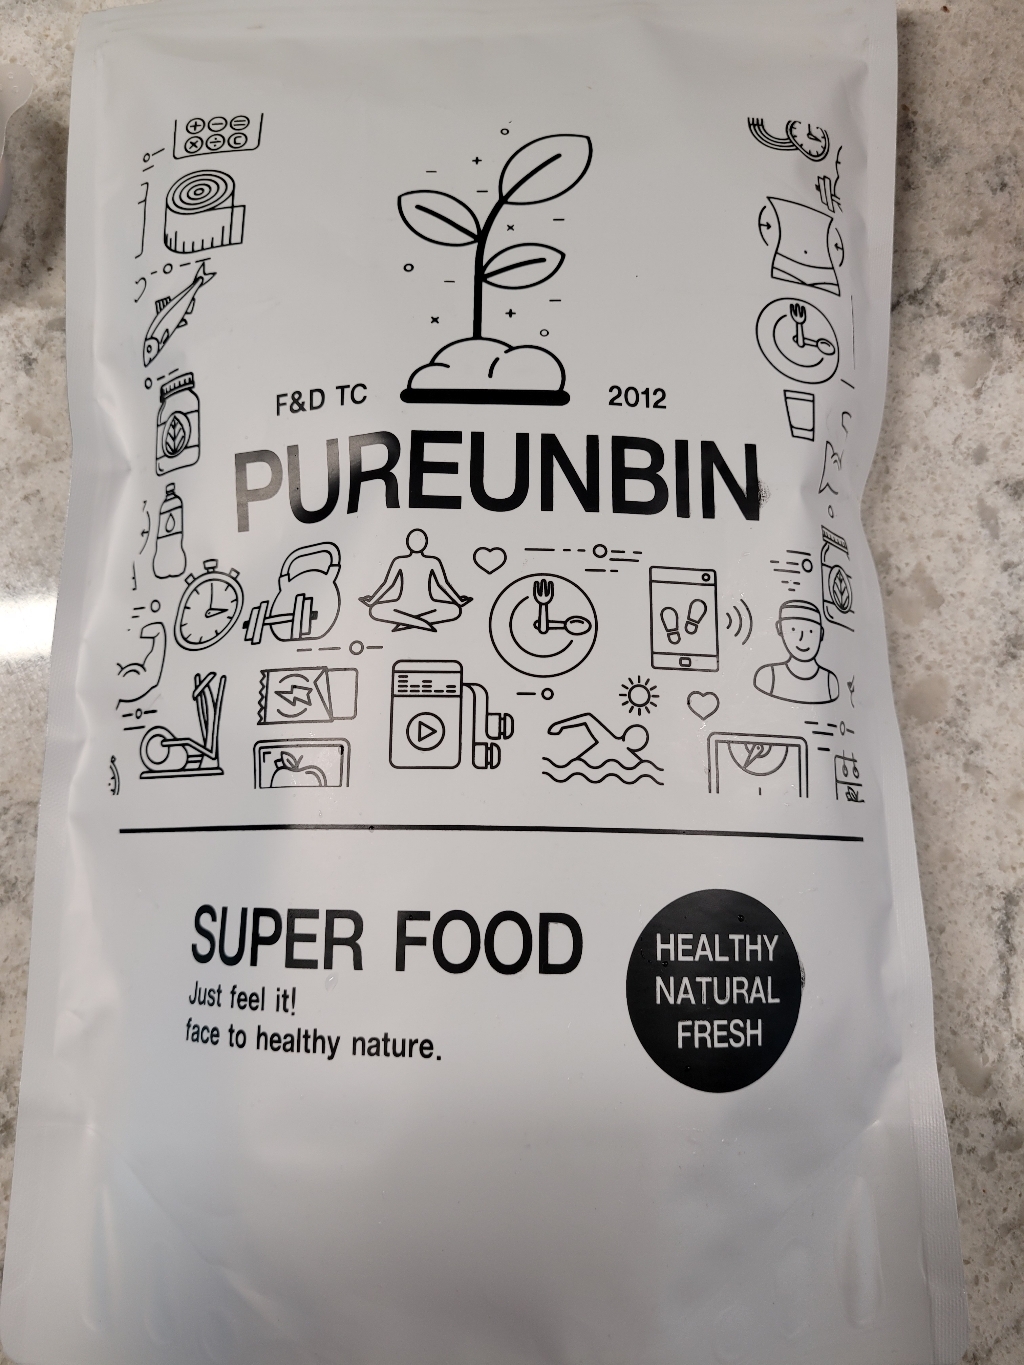 F&D TC
2012
PUREUNBIN
SUPER FOOD
Just feel it!
face to healthy nature.
HEALTHY
NATURAL
FRESH